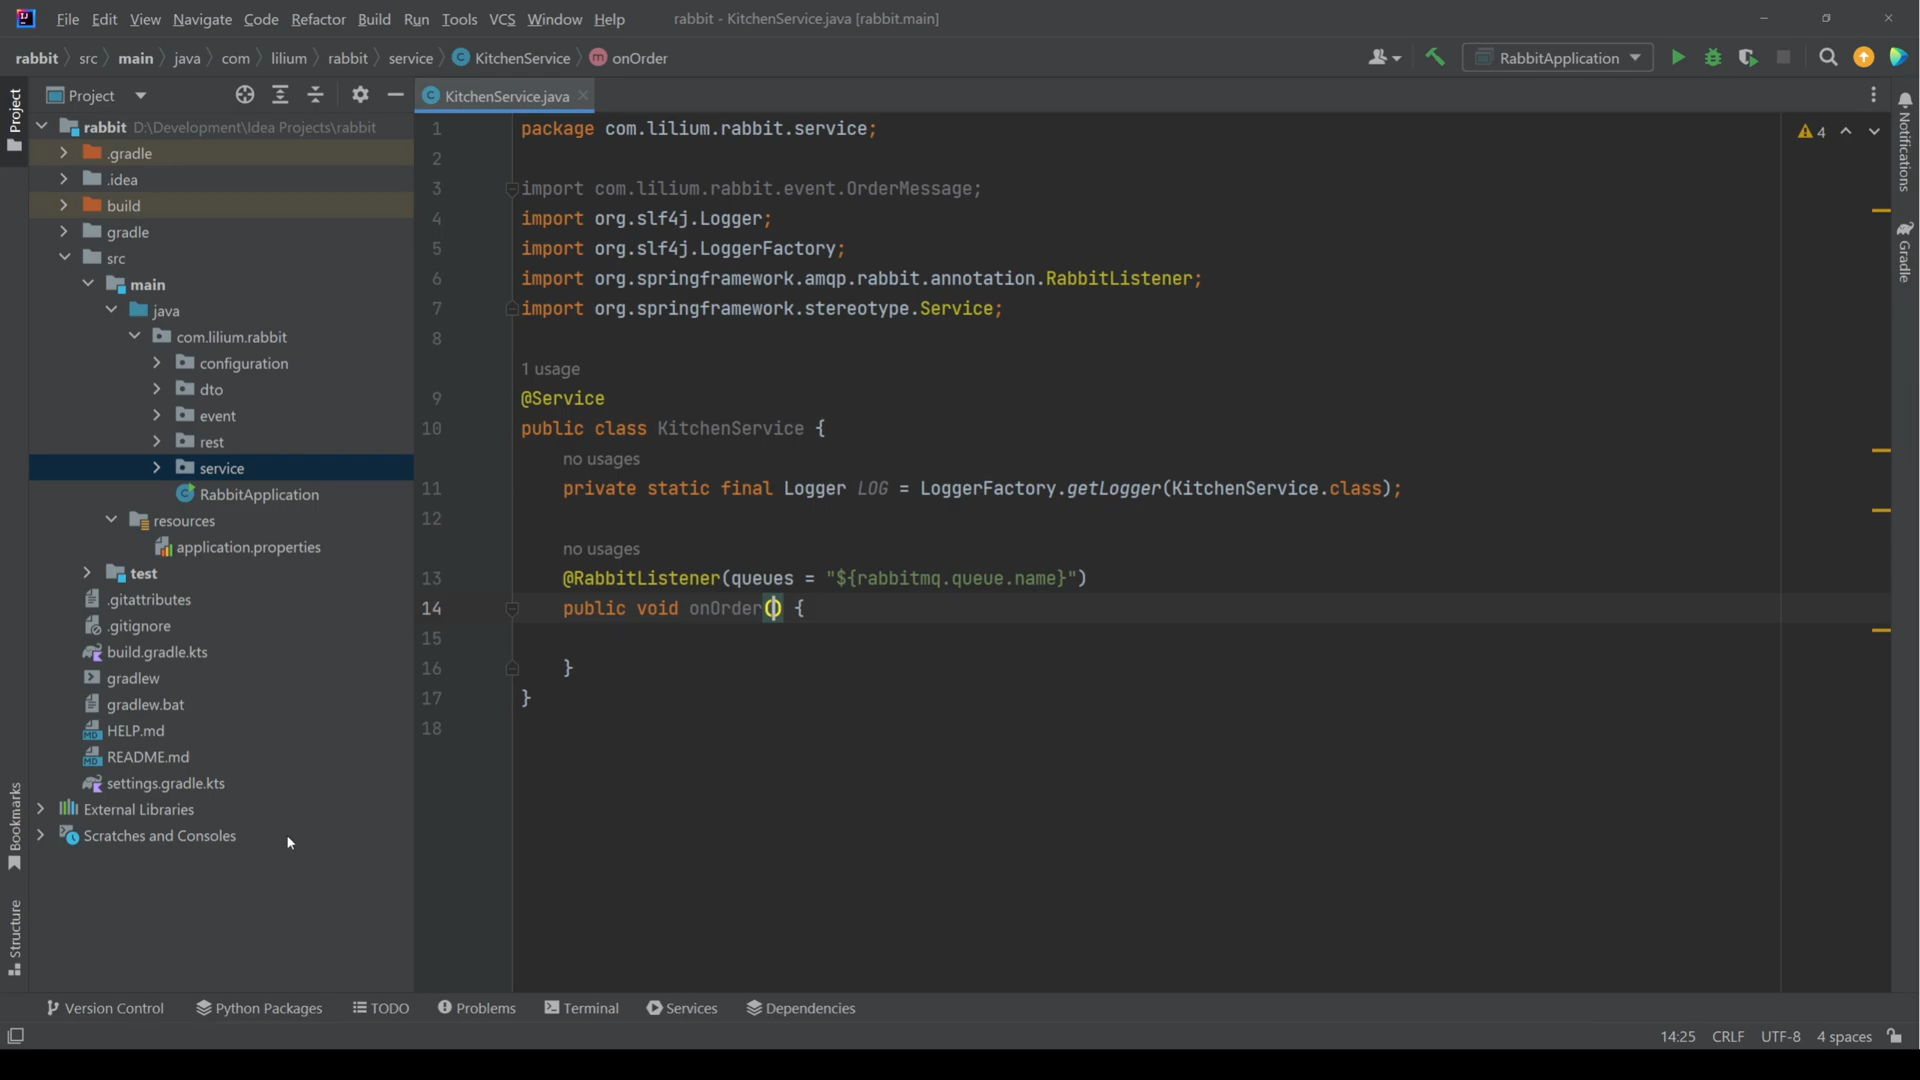 File Edit View Navigate Code Refactor Build Run Tools VCS Window Help rabbit - KitchenService.java [rabbit.main]
rabbit src main java com lilium rabbit service KitchenService onOrder RabbitApplication
Project KitchenService.java
rabbit D:\Development\Idea Projects\rabbit
.gradle
.idea
build
gradle
src
main
java
com.lilium.rabbit
configuration
dto
event
rest
service
RabbitApplication
resources
application.properties
test
.gitattributes
.gitignore
build.gradle.kts
gradlew
gradlew.bat
HELP.md
README.md
settings.gradle.kts
External Libraries
Scratches and Consoles
1 package com.lilium.rabbit.service;
2
3 import com.lilium.rabbit.event.OrderMessage;
4 import org.slf4j.Logger;
5 import org.slf4j.LoggerFactory;
6 import org.springframework.amqp.rabbit.annotation.RabbitListener;
7 import org.springframework.stereotype.Service;
8
1 usage
9 @Service
10 public class KitchenService {
no usages
11 private static final Logger LOG = LoggerFactory.getLogger(KitchenService.class);
12
no usages
13 @RabbitListener(queues = "${rabbitmq.queue.name}")
14 public void onOrder() {
15
16 }
17 }
18
4
Project
Bookmarks
Structure
Notifications
Gradle
Version Control Python Packages TODO Problems Terminal Services Dependencies
14:25 CRLF UTF-8 4 spaces